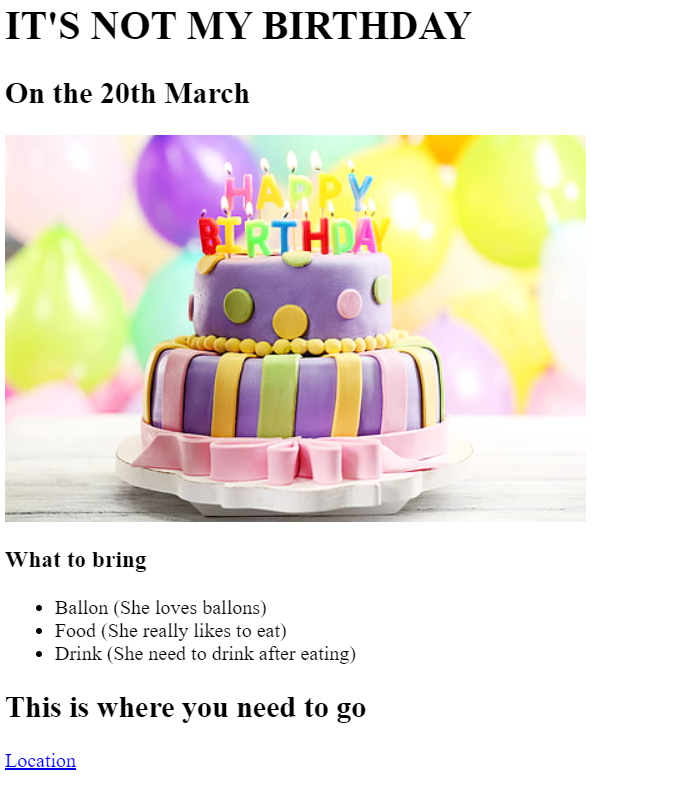 IT'S NOT MY BIRTHDAY
On the 20th March
HAPPY
BIRTHDAY
What to bring
Ballon (She loves ballons)
Food (She really likes to eat)
Drink (She need to drink after eating)
This is where you need to go
Location